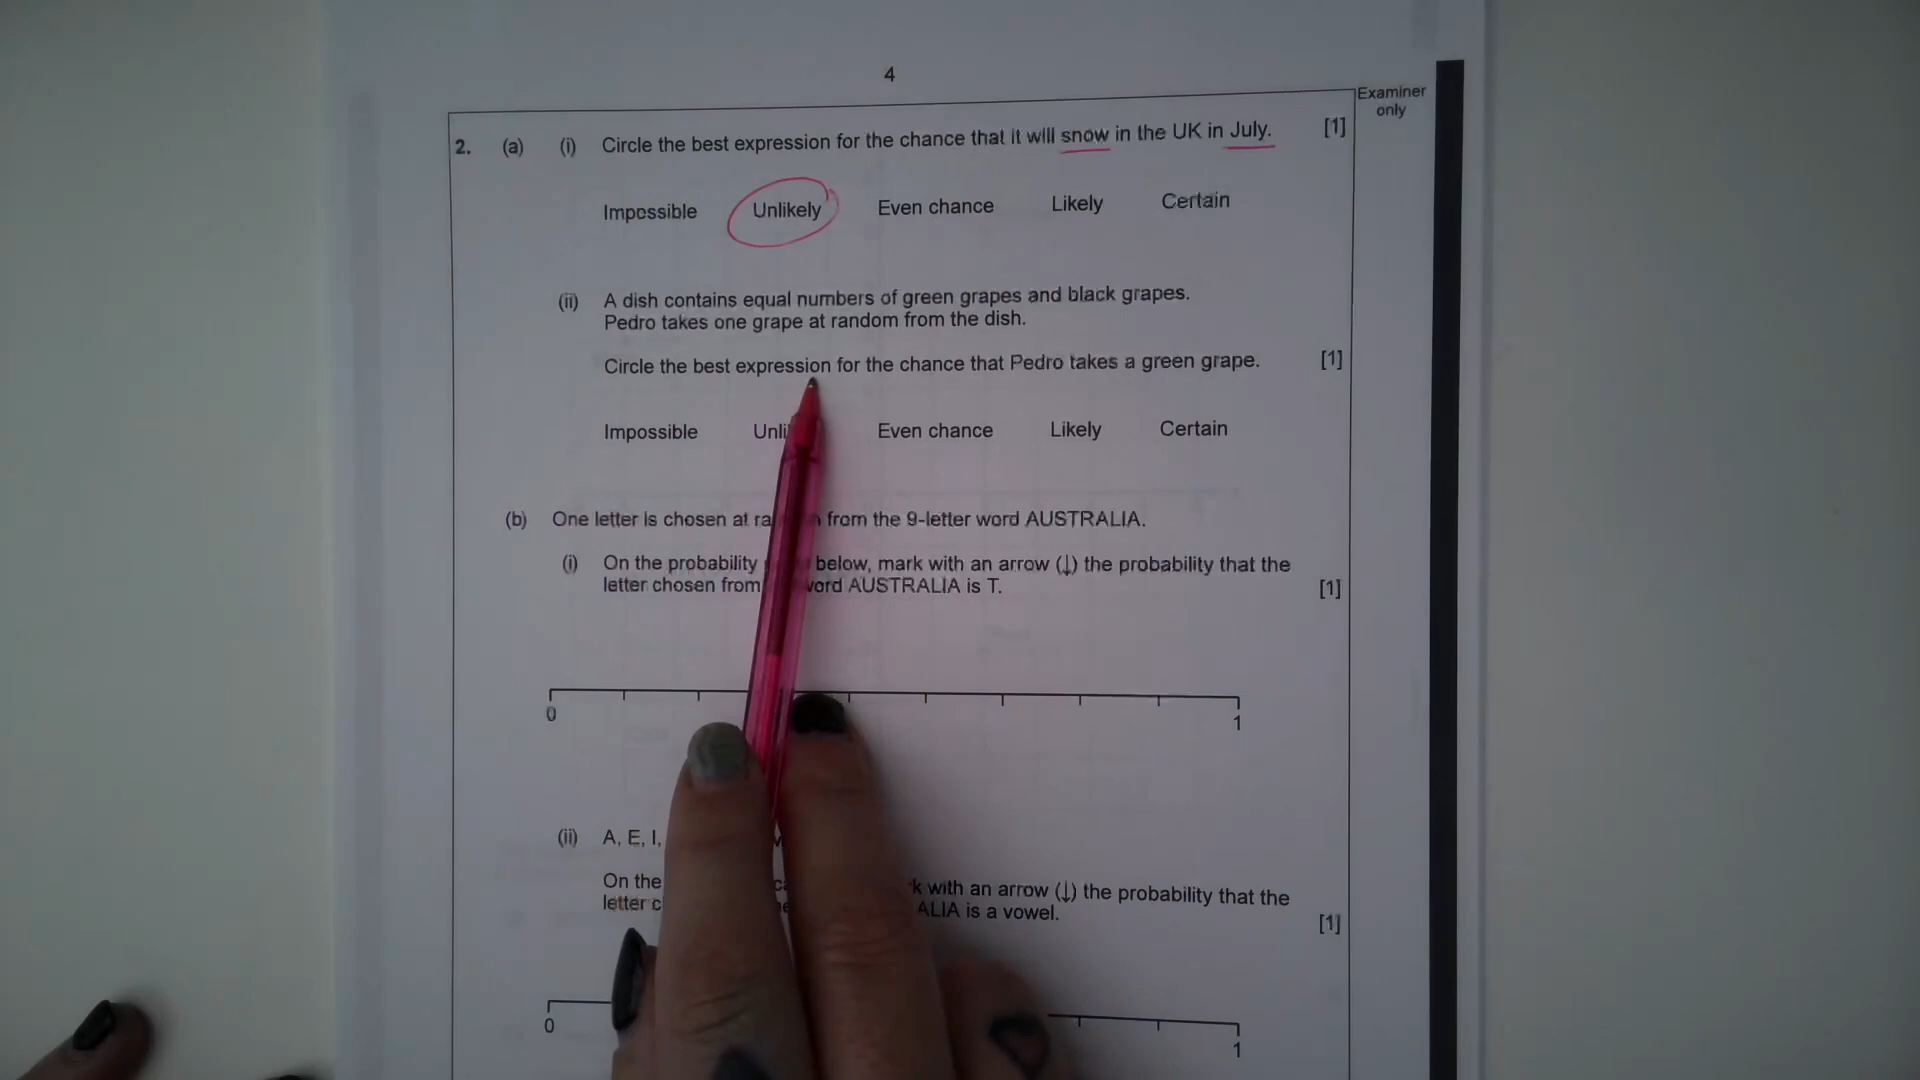 4
Examiner
only
2. (a) (i) Circle the best expression for the chance that it will snow in the UK in July. [1]
Impossible Unlikely Even chance Likely Certain
(ii) A dish contains equal numbers of green grapes and black grapes.
Pedro takes one grape at random from the dish.
Circle the best expression for the chance that Pedro takes a green grape. [1]
Impossible Even chance Likely Certain
(b) One letter is chosen at from the 9-letter word AUSTRALIA.
(i) On the probability below, mark with an arrow (↓) the probability that the
letter chosen from word AUSTRALIA is T. [1]
0 1
(ii) A, E, I,
On the with an arrow (↓) the probability that the
letter is a vowel. [1]
0 1